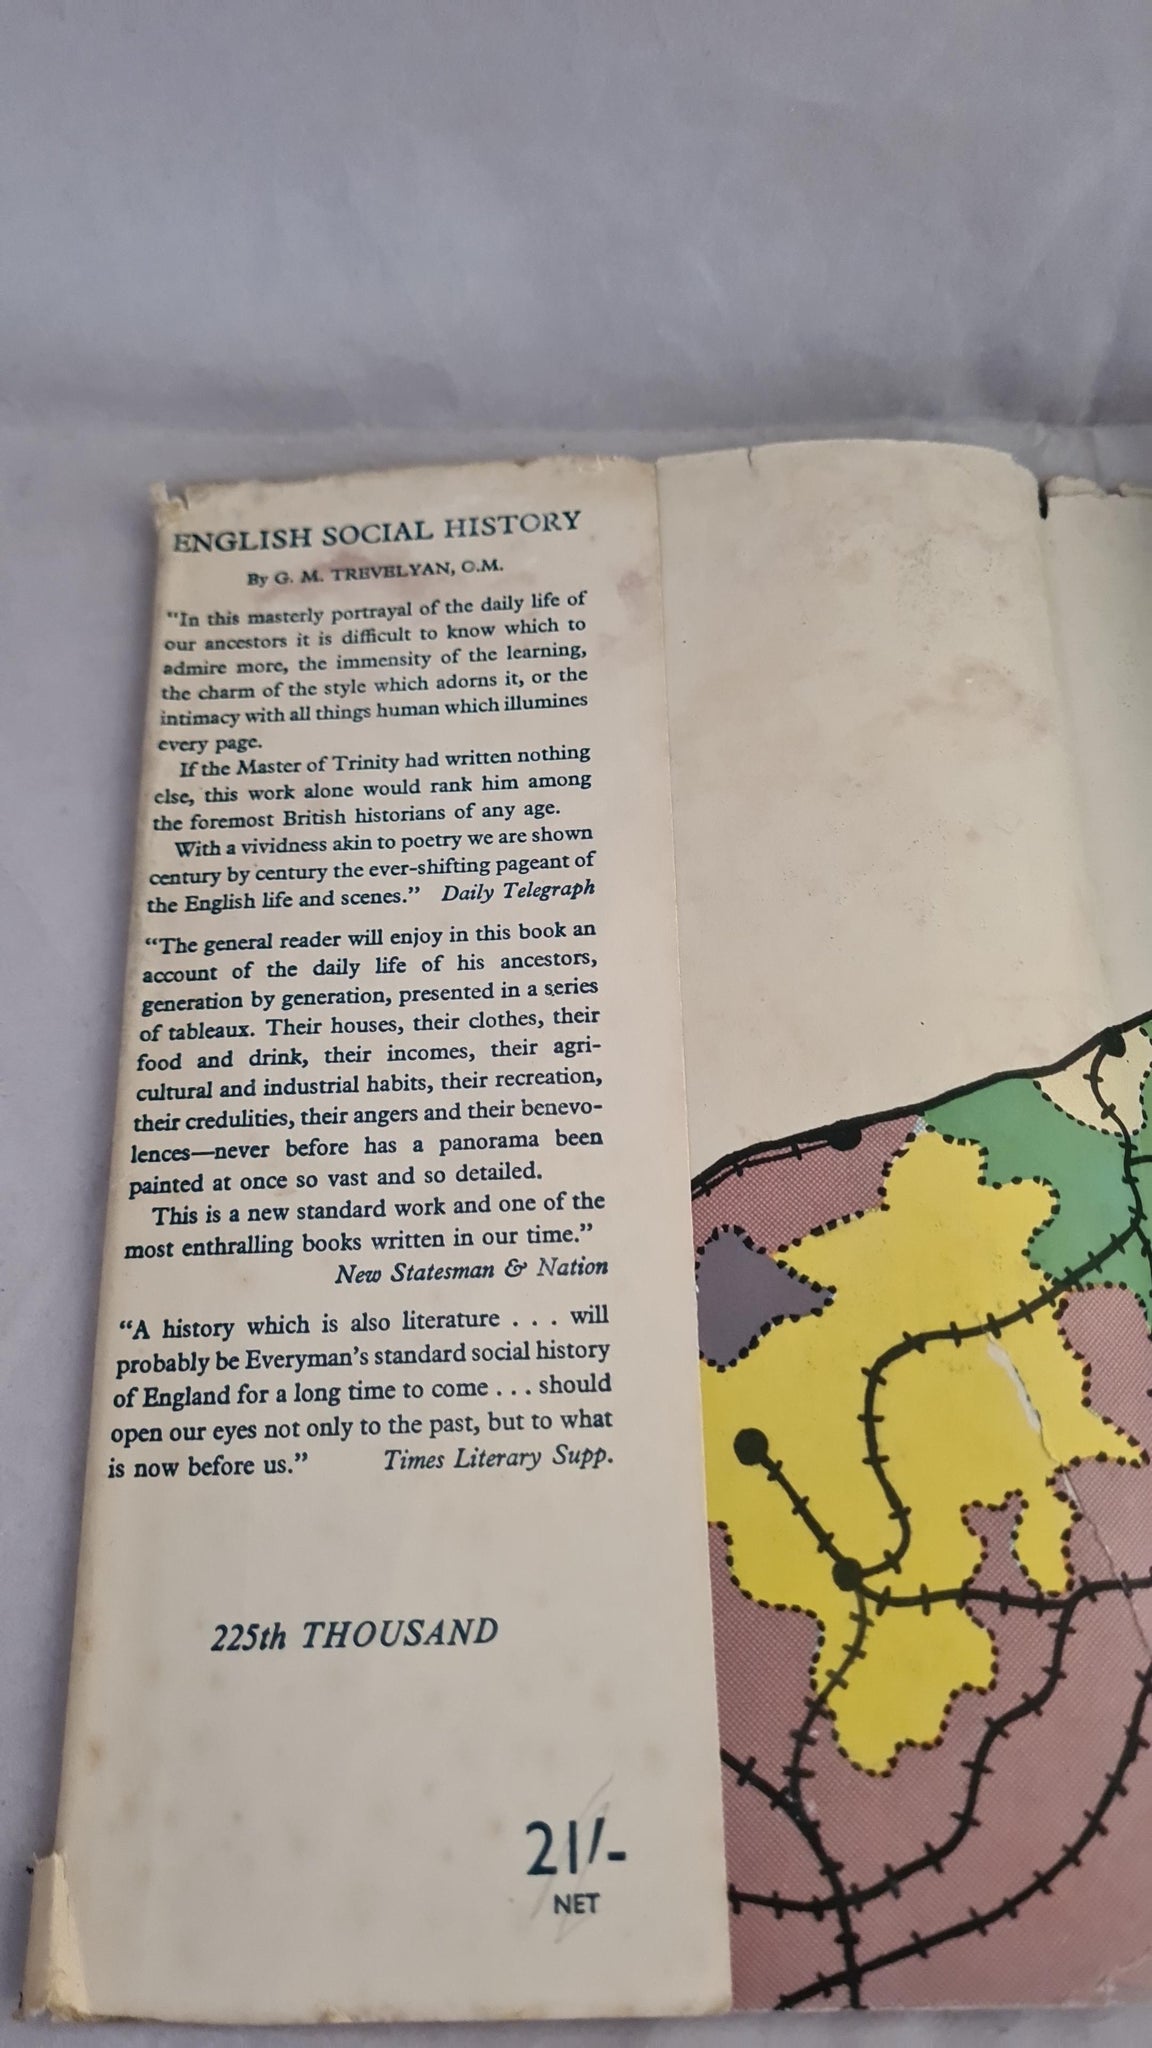 ENGLISH SOCIAL HISTORY
By G. M. TREVELYAN, O.M.
"In this masterly portrayal of the daily life of
our ancestors it is difficult to know which to
admire more, the immensity of the learning,
the charm of the style which adorns it, or the
intimacy with all things human which illumines
every page.
If the Master of Trinity had written nothing
else, this work alone would rank him among
the foremost British historians of any age.
With a vividness akin to poetry we are shown
century by century the ever-shifting pageant of
the English life and scenes." Daily Telegraph
"The general reader will enjoy in this book an
account of the daily life of his ancestors,
generation by generation, presented in a series
of tableaux. Their houses, their clothes, their
food and drink, their incomes, their agri-
cultural and industrial habits, their recreation,
their credulities, their angers and their benevo-
lences—never before has a panorama been
painted at once so vast and so detailed.
This is a new standard work and one of the
most enthralling books written in our time."
New Statesman & Nation
"A history which is also literature . . . will
probably be Everyman's standard social history
of England for a long time to come . . . should
open our eyes not only to the past, but to what
is now before us." Times Literary Supp.
225th THOUSAND
21/-
NET